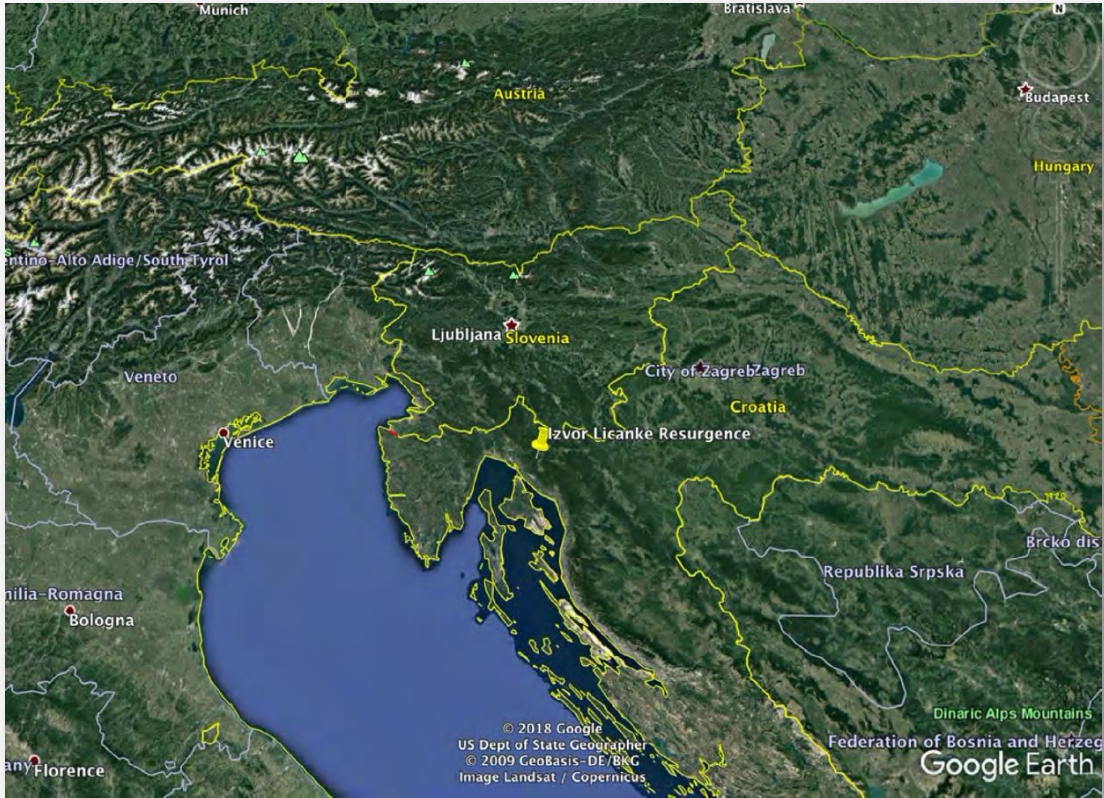 Munich
Bratislava
N
Budapest
Austria
Hungary
entino-Alto Adige/South Tyrol
Ljubljana
Slovenia
Veneto
City of Zagreb
Zagreb
Croatia
Venice
Izvor Licanke Resurgence
Brcko dis
Republika Srpska
milia-Romagna
Bologna
Dinaric Alps Mountains
© 2018 Google
US Dept of State Geographer
© 2009 GeoBasis-DE/BKG
Image Landsat / Copernicus
Federation of Bosnia and Herzeg
Google Earth
any
Florence